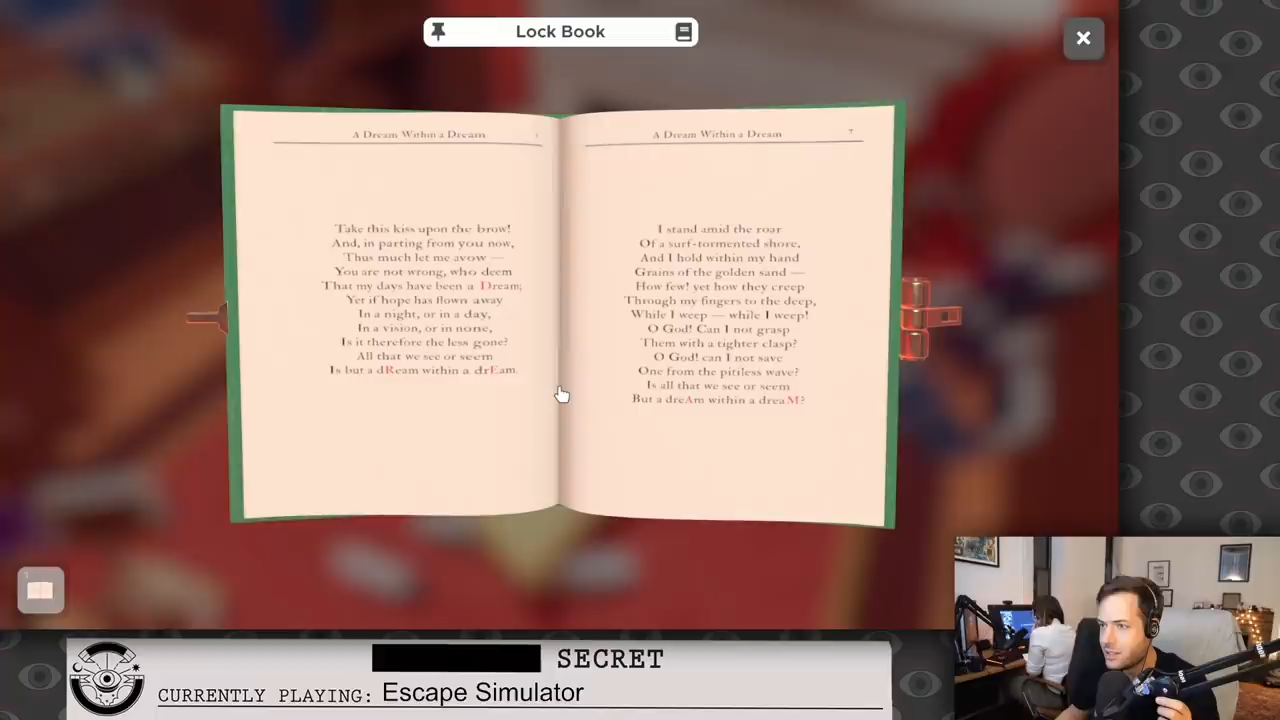 Lock Book
A Dream Within a Dream
Take this kiss upon the brow!
And, in parting from you now,
Thus much let me avow —
You are not wrong, who deem
That my days have been a Dream;
Yet if hope has flown away
In a night, or in a day,
In a vision, or in none,
Is it therefore the less gone?
All that we see or seem
Is but a dReam within a drEam.
A Dream Within a Dream 7
I stand amid the roar
Of a surf-tormented shore,
And I hold within my hand
Grains of the golden sand —
How few! yet how they creep
Through my fingers to the deep,
While I weep — while I weep!
O God! Can I not grasp
Them with a tighter clasp?
O God! can I not save
One from the pitiless wave?
Is all that we see or seem
But a dreAm within a dreaM?
SECRET
CURRENTLY PLAYING: Escape Simulator